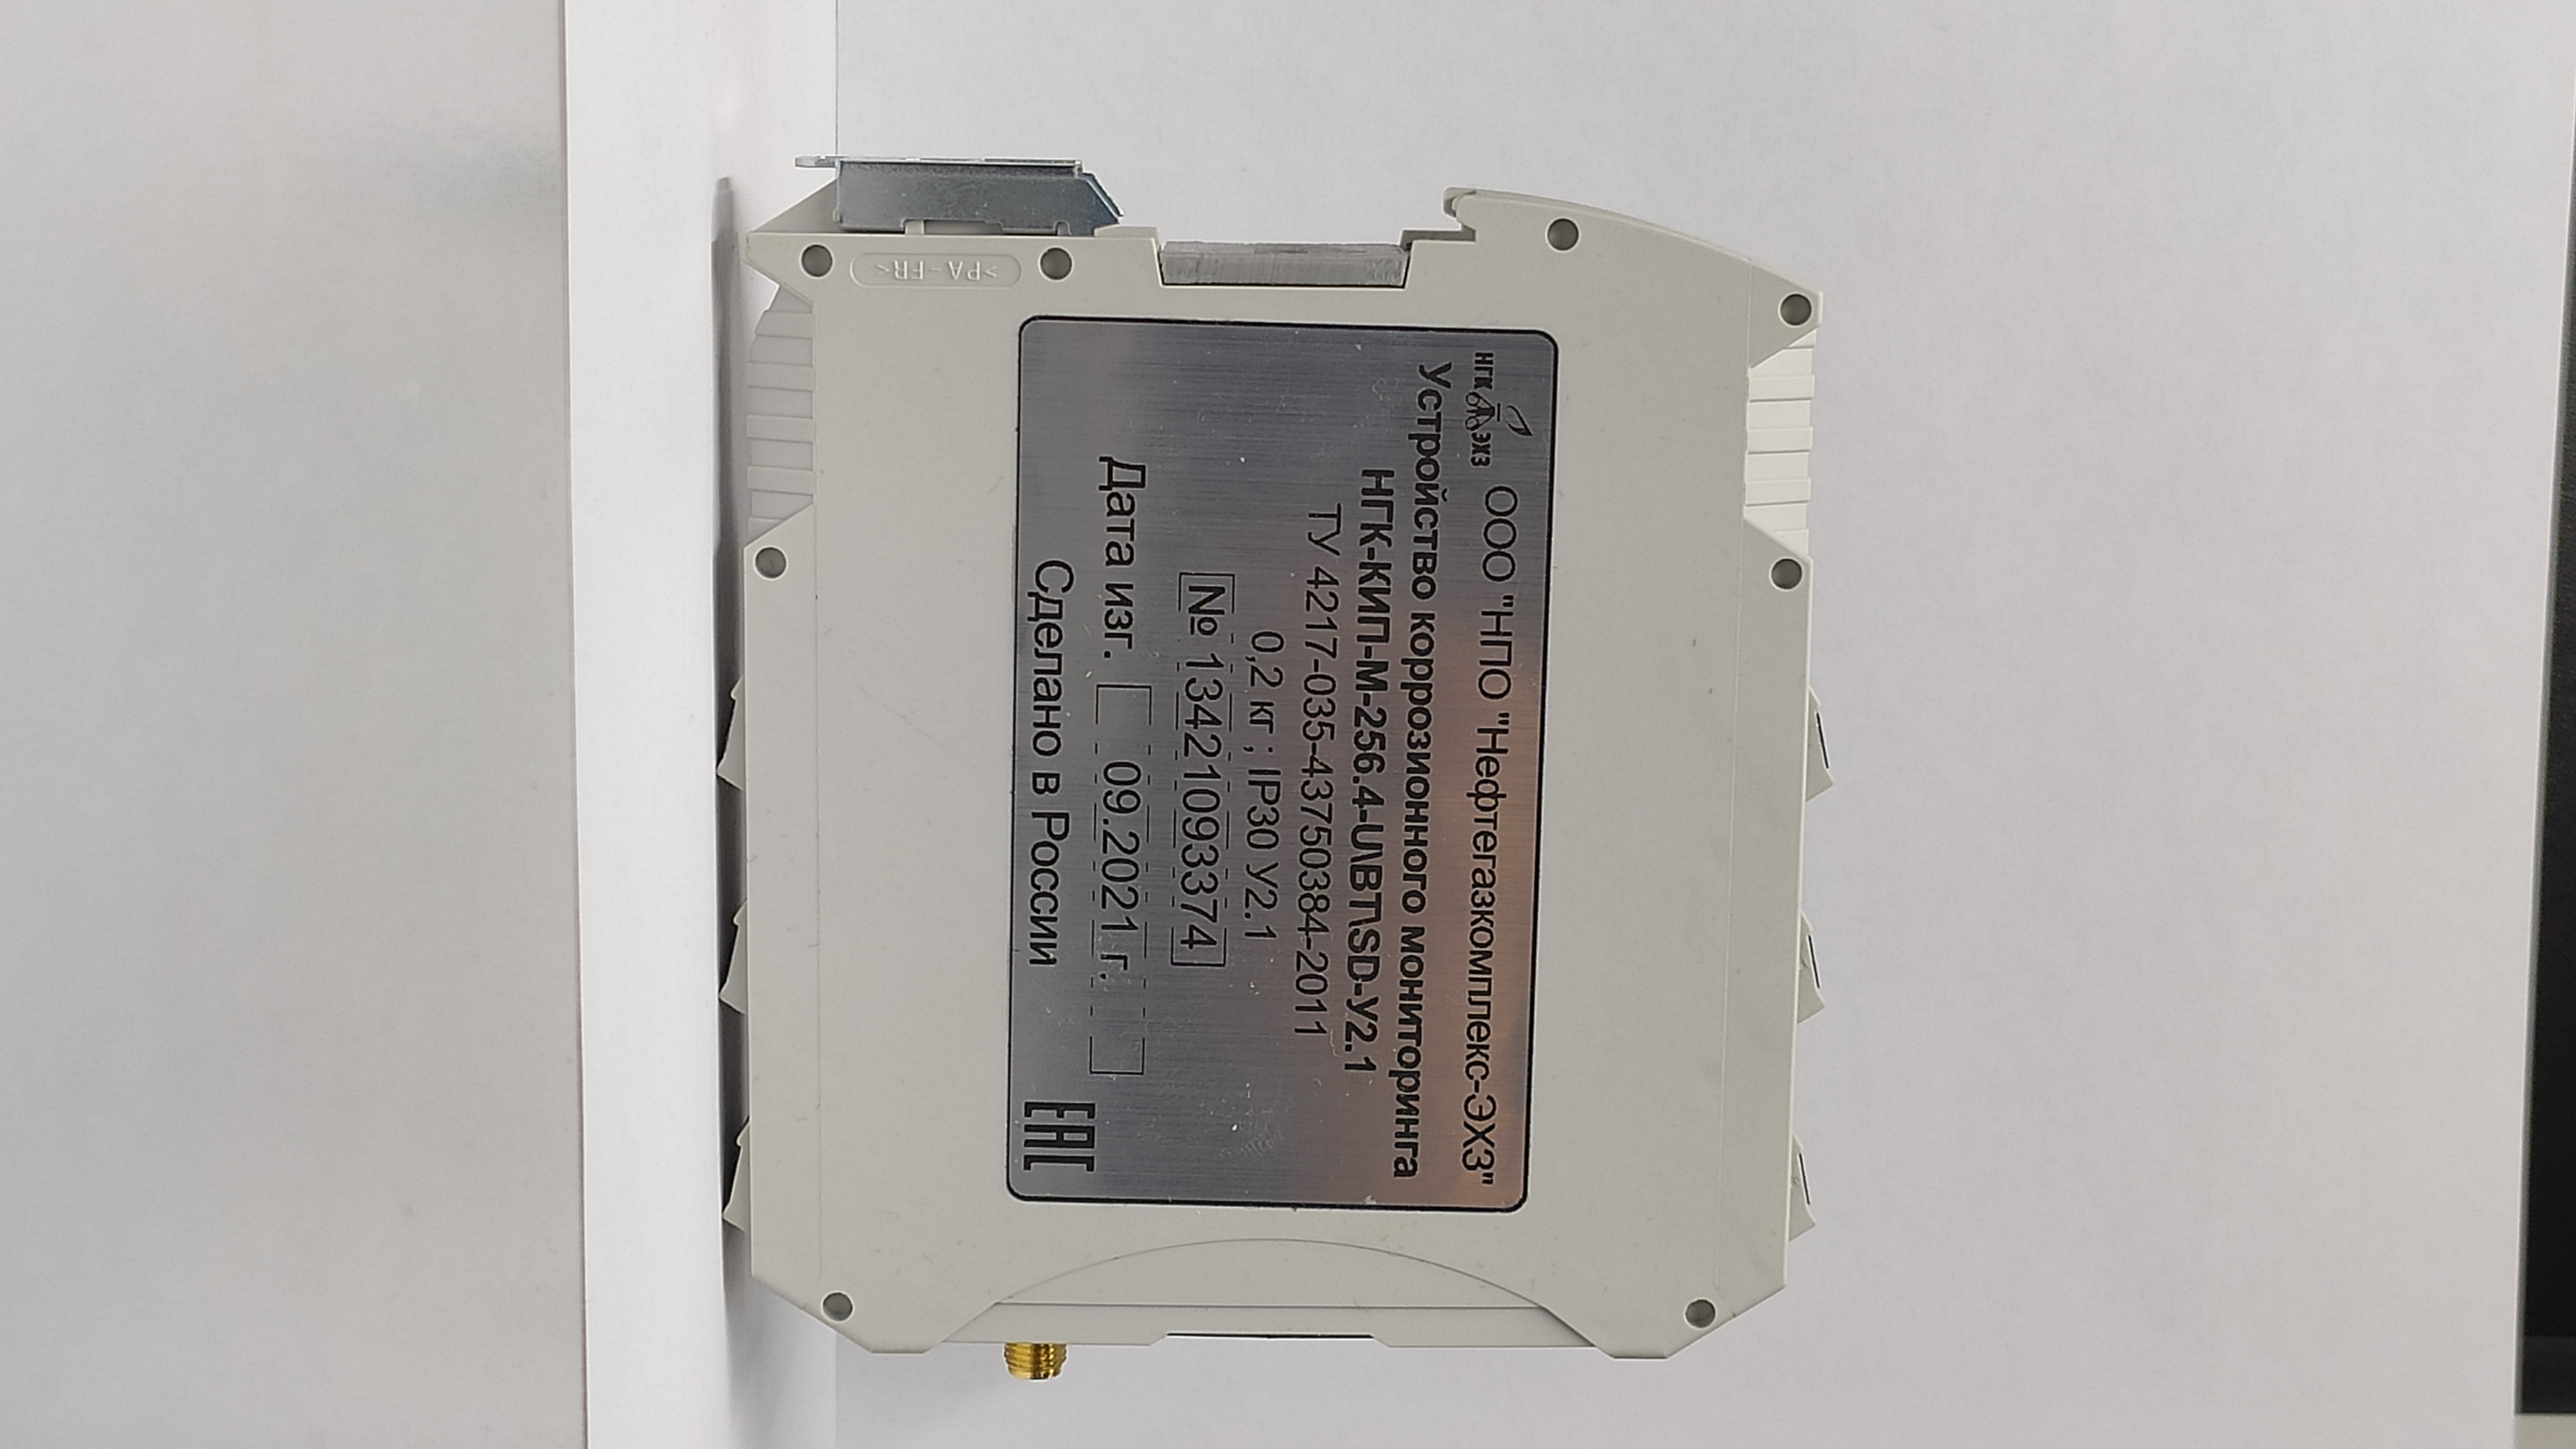 НГК ЭХЗ ООО "НПО "Нефтегазкомплекс-ЭХЗ"
Устройство коррозионного мониторинга
НГК-КИП-М-256.4-U\BT\SD-У2.1
ТУ 4217-035-43750384-2011
0,2 кг ; IP30 У2.1
№ 13421093374
Дата изг. 09.2021 г.
Сделано в России
EAC
>PA-FR<